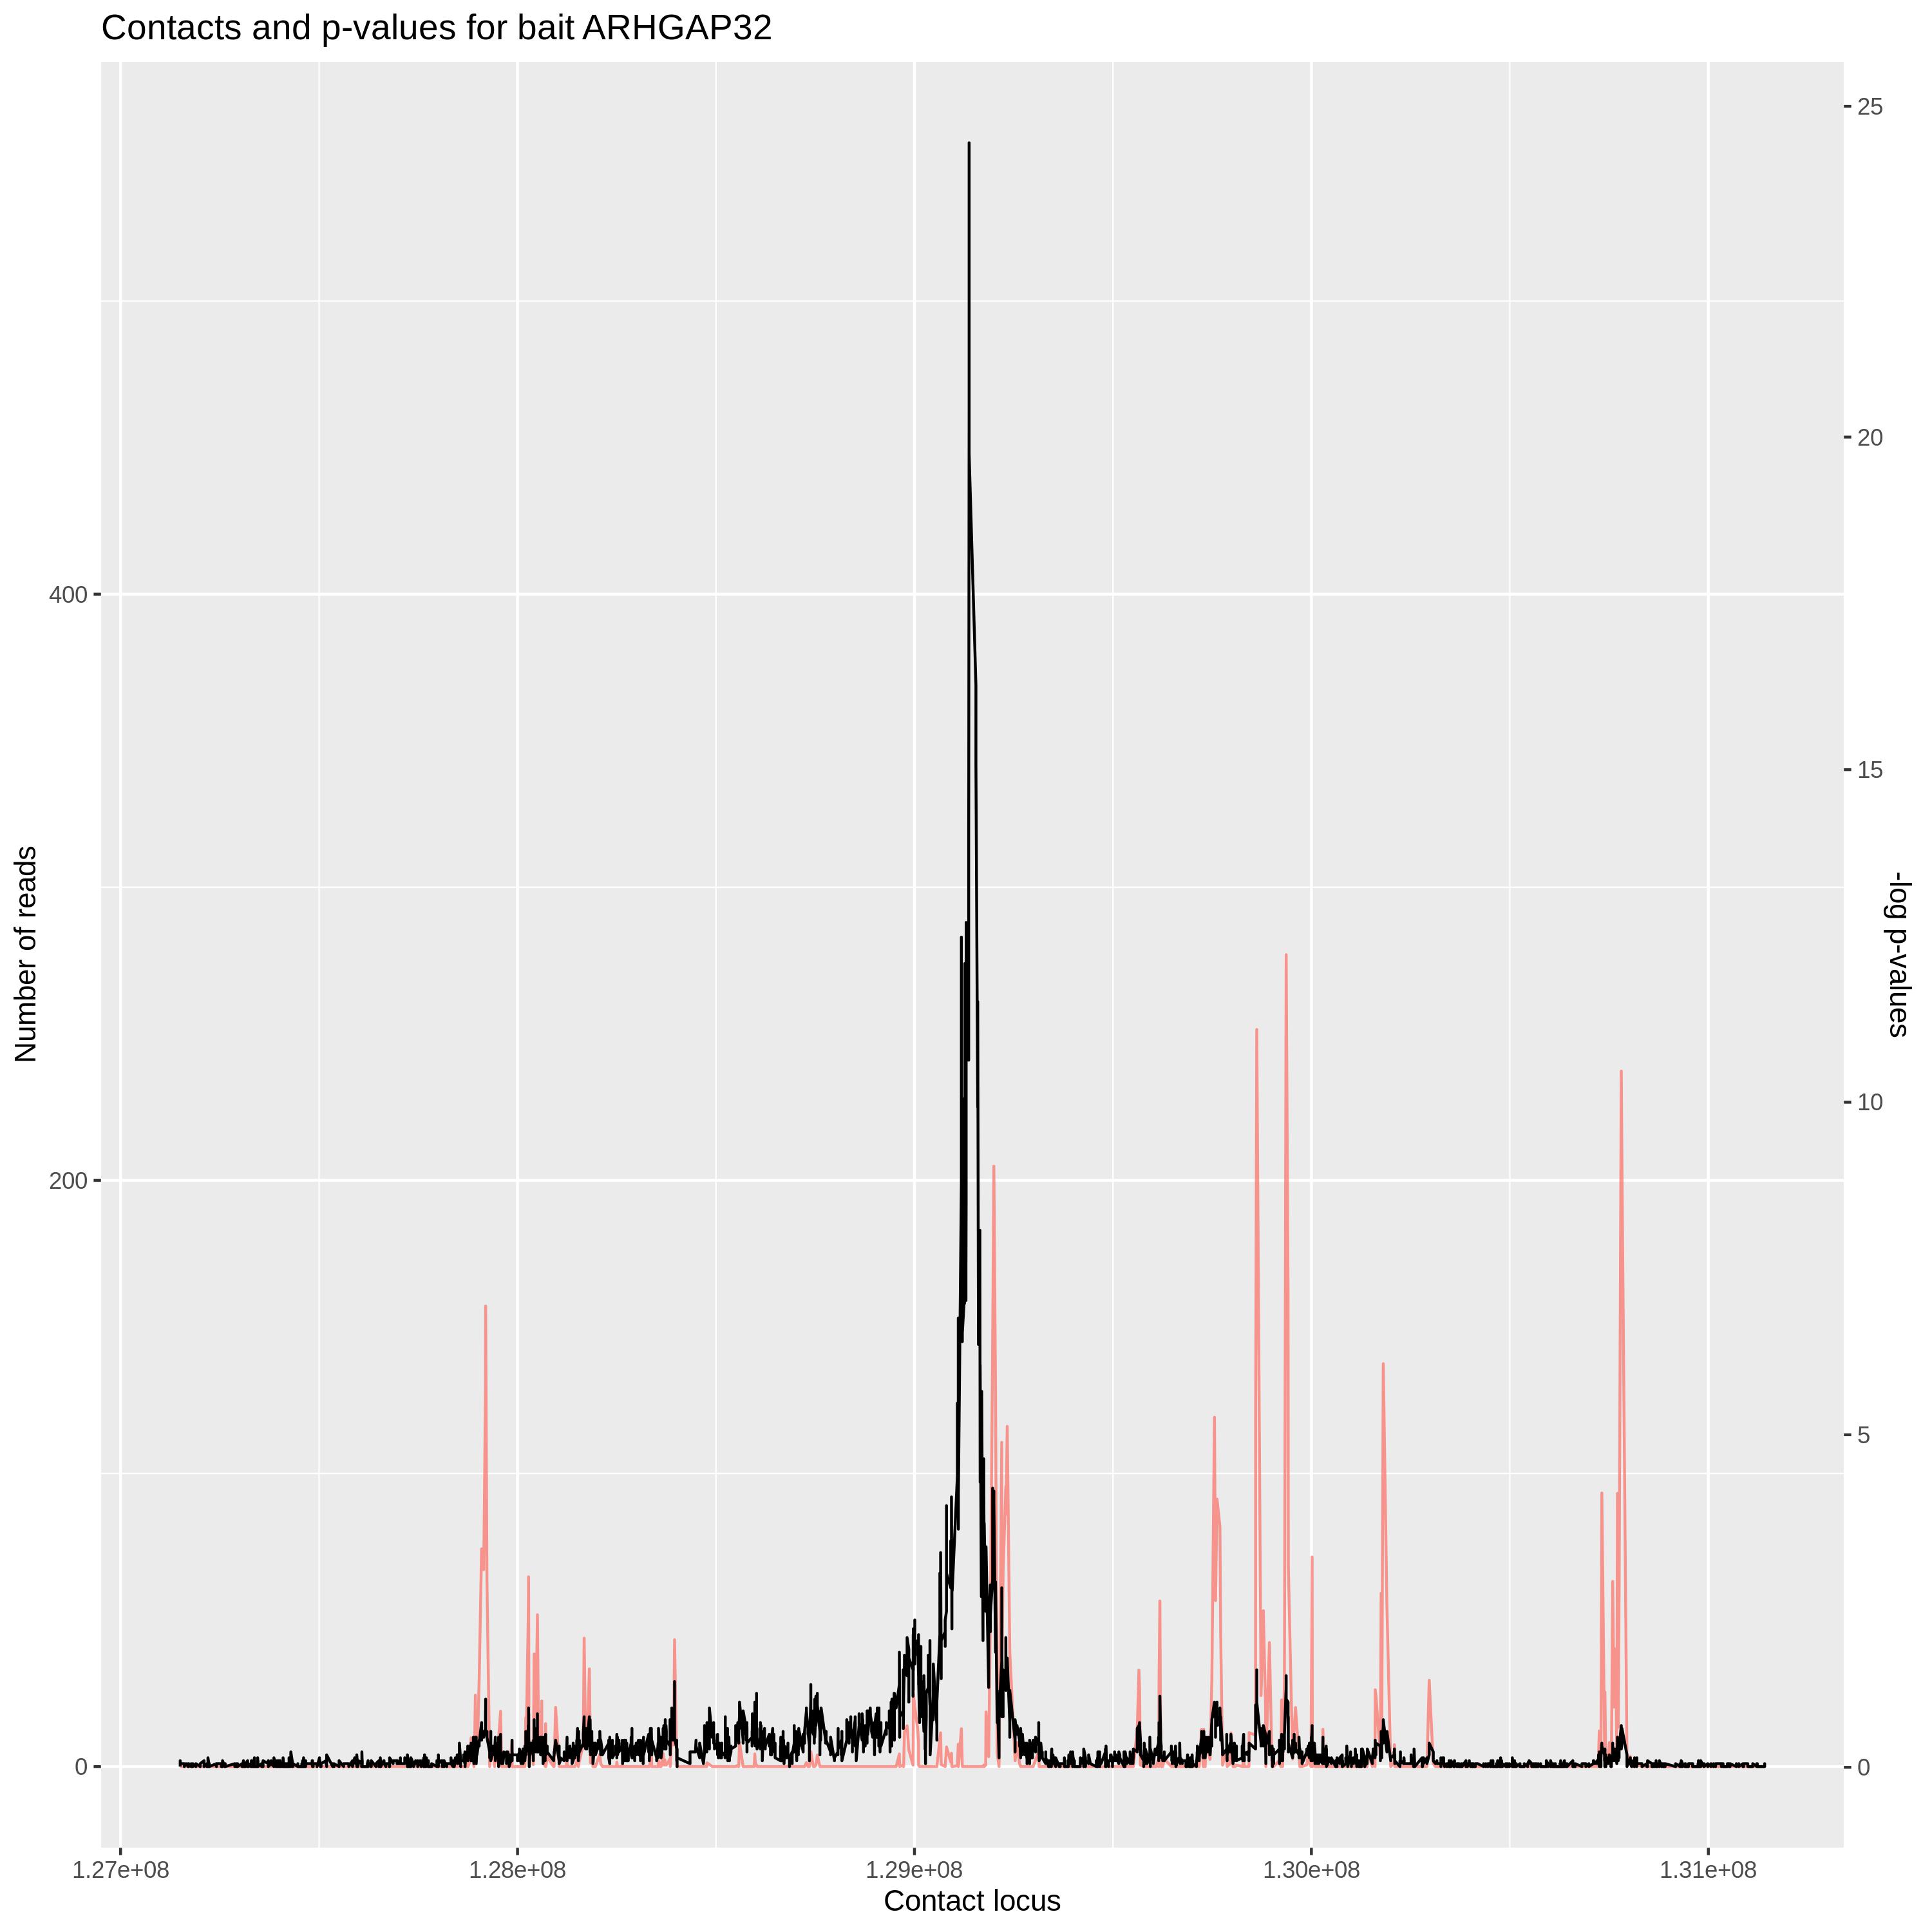 Contacts and p-values for bait ARHGAP32
Number of reads
400
200
0
25
20
15
10
5
0
-log p-values
1.27e+08 1.28e+08 1.29e+08 1.30e+08 1.31e+08
Contact locus